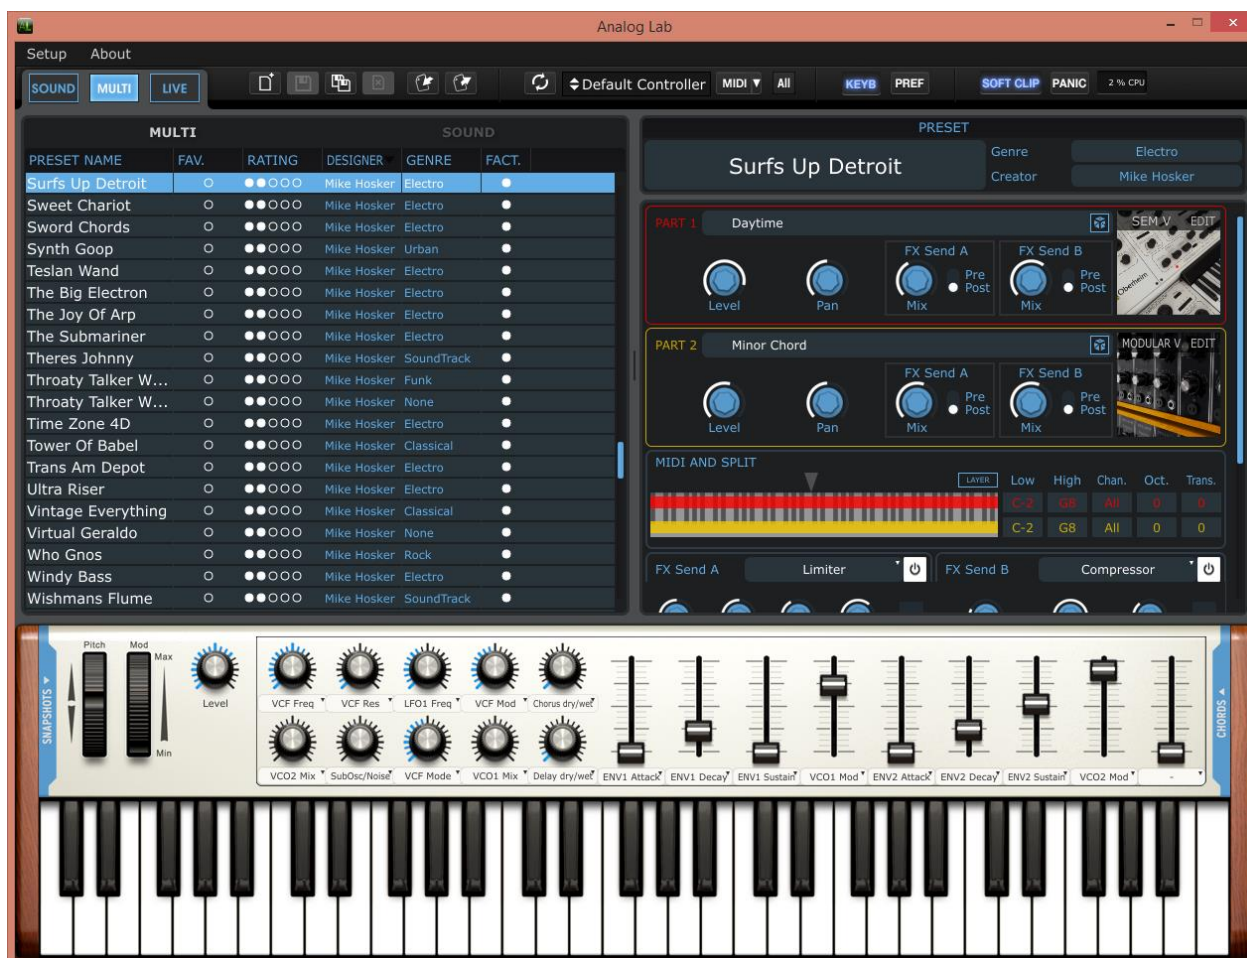 Analog Lab
Setup About
SOUND MULTI LIVE Default Controller MIDI All KEYB PREF SOFT CLIP PANIC 2 % CPU
MULTI SOUND
PRESET NAME FAV. RATING DESIGNER GENRE FACT.
Surfs Up Detroit Mike Hosker Electro
Sweet Chariot Mike Hosker Electro
Sword Chords Mike Hosker Electro
Synth Goop Mike Hosker Urban
Teslan Wand Mike Hosker Electro
The Big Electron Mike Hosker Electro
The Joy Of Arp Mike Hosker Electro
The Submariner Mike Hosker Electro
Theres Johnny Mike Hosker SoundTrack
Throaty Talker W... Mike Hosker Funk
Throaty Talker W... Mike Hosker None
Time Zone 4D Mike Hosker Electro
Tower Of Babel Mike Hosker Classical
Trans Am Depot Mike Hosker Electro
Ultra Riser Mike Hosker Electro
Vintage Everything Mike Hosker Classical
Virtual Geraldo Mike Hosker None
Who Gnos Mike Hosker Rock
Windy Bass Mike Hosker Electro
Wishmans Flume Mike Hosker SoundTrack
PRESET
Surfs Up Detroit
Genre Electro
Creator Mike Hosker
PART 1 Daytime SEM V EDIT
FX Send A FX Send B
Pre Pre
Post Post
Level Pan Mix Mix
Oberheim
PART 2 Minor Chord MODULAR V EDIT
FX Send A FX Send B
Pre Pre
Post Post
Level Pan Mix Mix
MIDI AND SPLIT
LAYER Low High Chan. Oct. Trans.
C-2 G8 All 0 0
C-2 G8 All 0 0
FX Send A Limiter FX Send B Compressor
SNAPSHOTS
Pitch Mod
Max
Min
Level
VCF Freq VCF Res LFO1 Freq VCF Mod Chorus dry/wet
VCO2 Mix SubOsc/Noise VCF Mode VCO1 Mix Delay dry/wet ENV1 Attack ENV1 Decay ENV1 Sustain VCO1 Mod ENV2 Attack ENV2 Decay ENV2 Sustain VCO2 Mod -
CHORDS